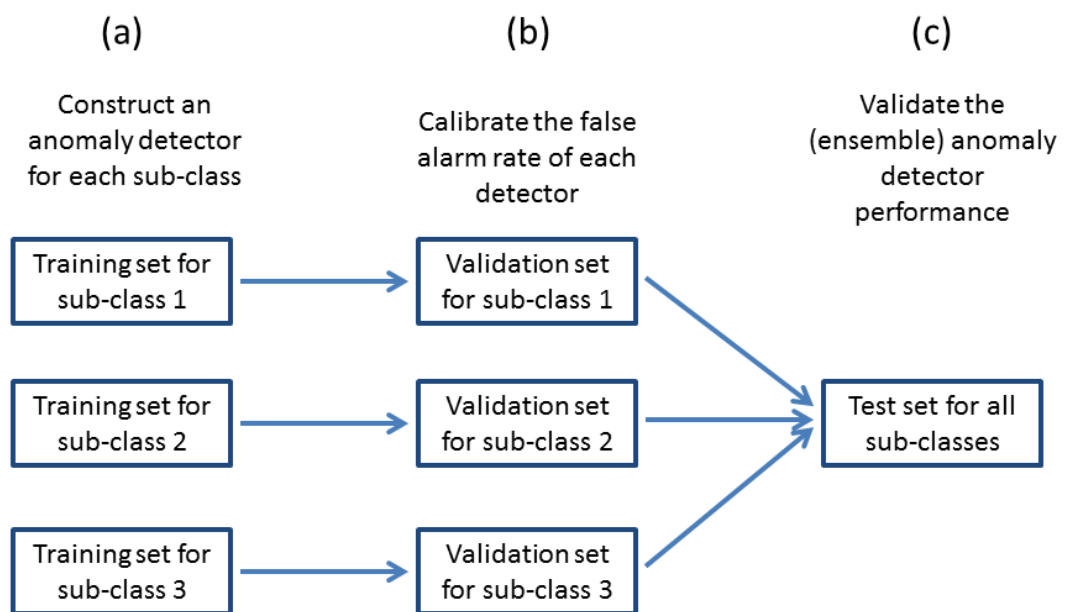 (a)
(b)
(c)
Construct an
anomaly detector
for each sub-class
Calibrate the false
alarm rate of each
detector
Validate the
(ensemble) anomaly
detector
performance
Training set for
sub-class 1
Validation set
for sub-class 1
Training set for
sub-class 2
Validation set
for sub-class 2
Test set for all
sub-classes
Training set for
sub-class 3
Validation set
for sub-class 3